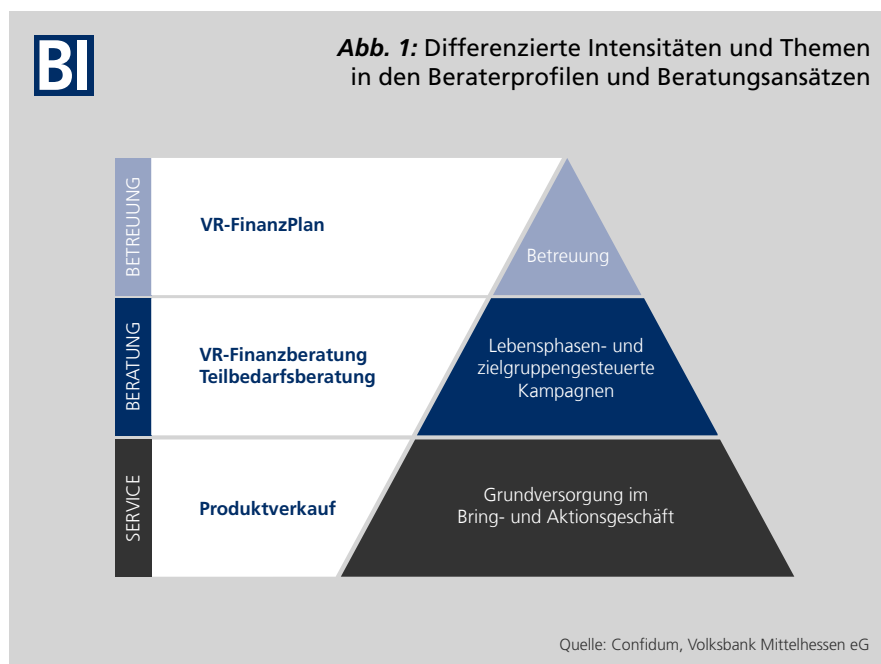 BI
Abb. 1: Differenzierte Intensitäten und Themen
in den Beraterprofilen und Beratungsansätzen
BETREUUNG
VR-FinanzPlan
Betreuung
BERATUNG
VR-Finanzberatung
Teilbedarfsberatung
Lebensphasen- und
zielgruppengesteuerte
Kampagnen
SERVICE
Produktverkauf
Grundversorgung im
Bring- und Aktionsgeschäft
Quelle: Confidum, Volksbank Mittelhessen eG